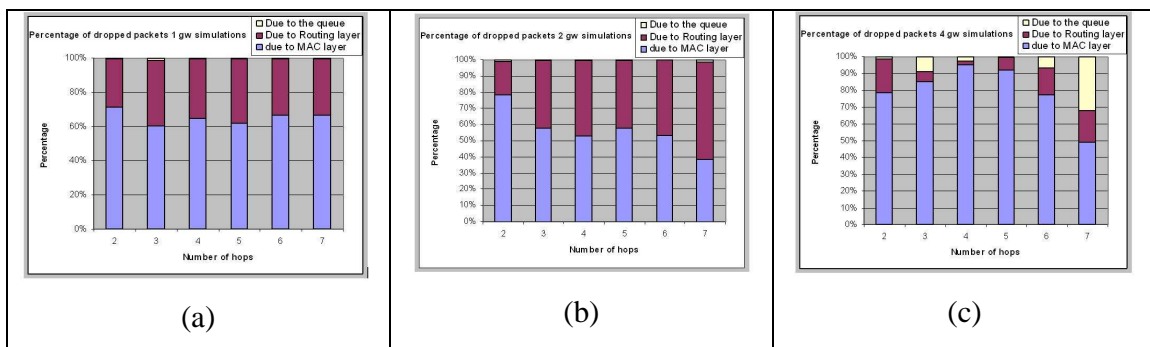 Percentage of dropped packets 1 gw simulations
Due to the queue
Due to Routing layer
due to MAC layer
100%
80%
60%
40%
20%
0%
Percentage
2 3 4 5 6 7
Number of hops
(a)
Percentage of dropped packets 2 gw simulations
Due to the queue
Due to Routing layer
due to MAC layer
100%
90%
80%
70%
60%
50%
40%
30%
20%
10%
0%
Percentage
2 3 4 5 6 7
Number of hops
(b)
Percentage of dropped packets 4 gw simulations
Due to the queue
Due to Routing layer
due to MAC layer
100%
90%
80%
70%
60%
50%
40%
30%
20%
10%
0%
Percentage
2 3 4 5 6 7
Number of hops
(c)